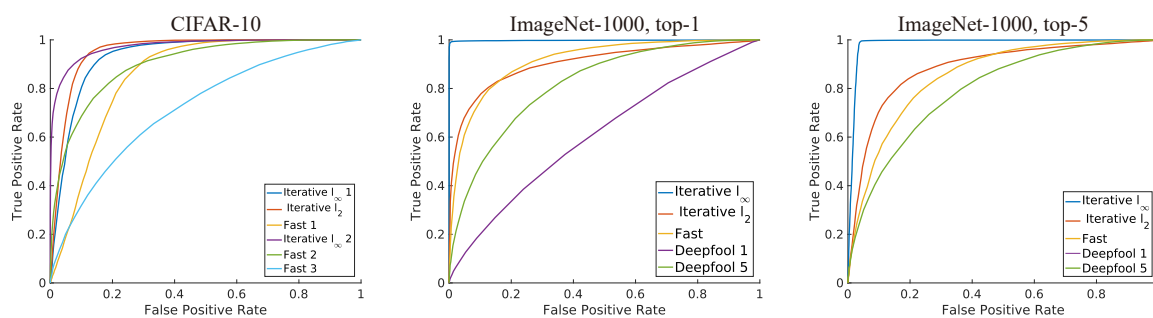 CIFAR-10
1
0.8
0.6
0.4
0.2
0
0 0.2 0.4 0.6 0.8 1
True Positive Rate
False Positive Rate
Iterative l∞ 1
Iterative l2
Fast 1
Iterative l∞ 2
Fast 2
Fast 3
ImageNet-1000, top-1
1
0.8
0.6
0.4
0.2
0
0 0.2 0.4 0.6 0.8 1
True Positive Rate
False Positive Rate
Iterative l∞
Iterative l2
Fast
Deepfool 1
Deepfool 5
ImageNet-1000, top-5
1
0.8
0.6
0.4
0.2
0
0 0.2 0.4 0.6 0.8
True Positive Rate
False Positive Rate
Iterative l∞
Iterative l2
Fast
Deepfool 1
Deepfool 5